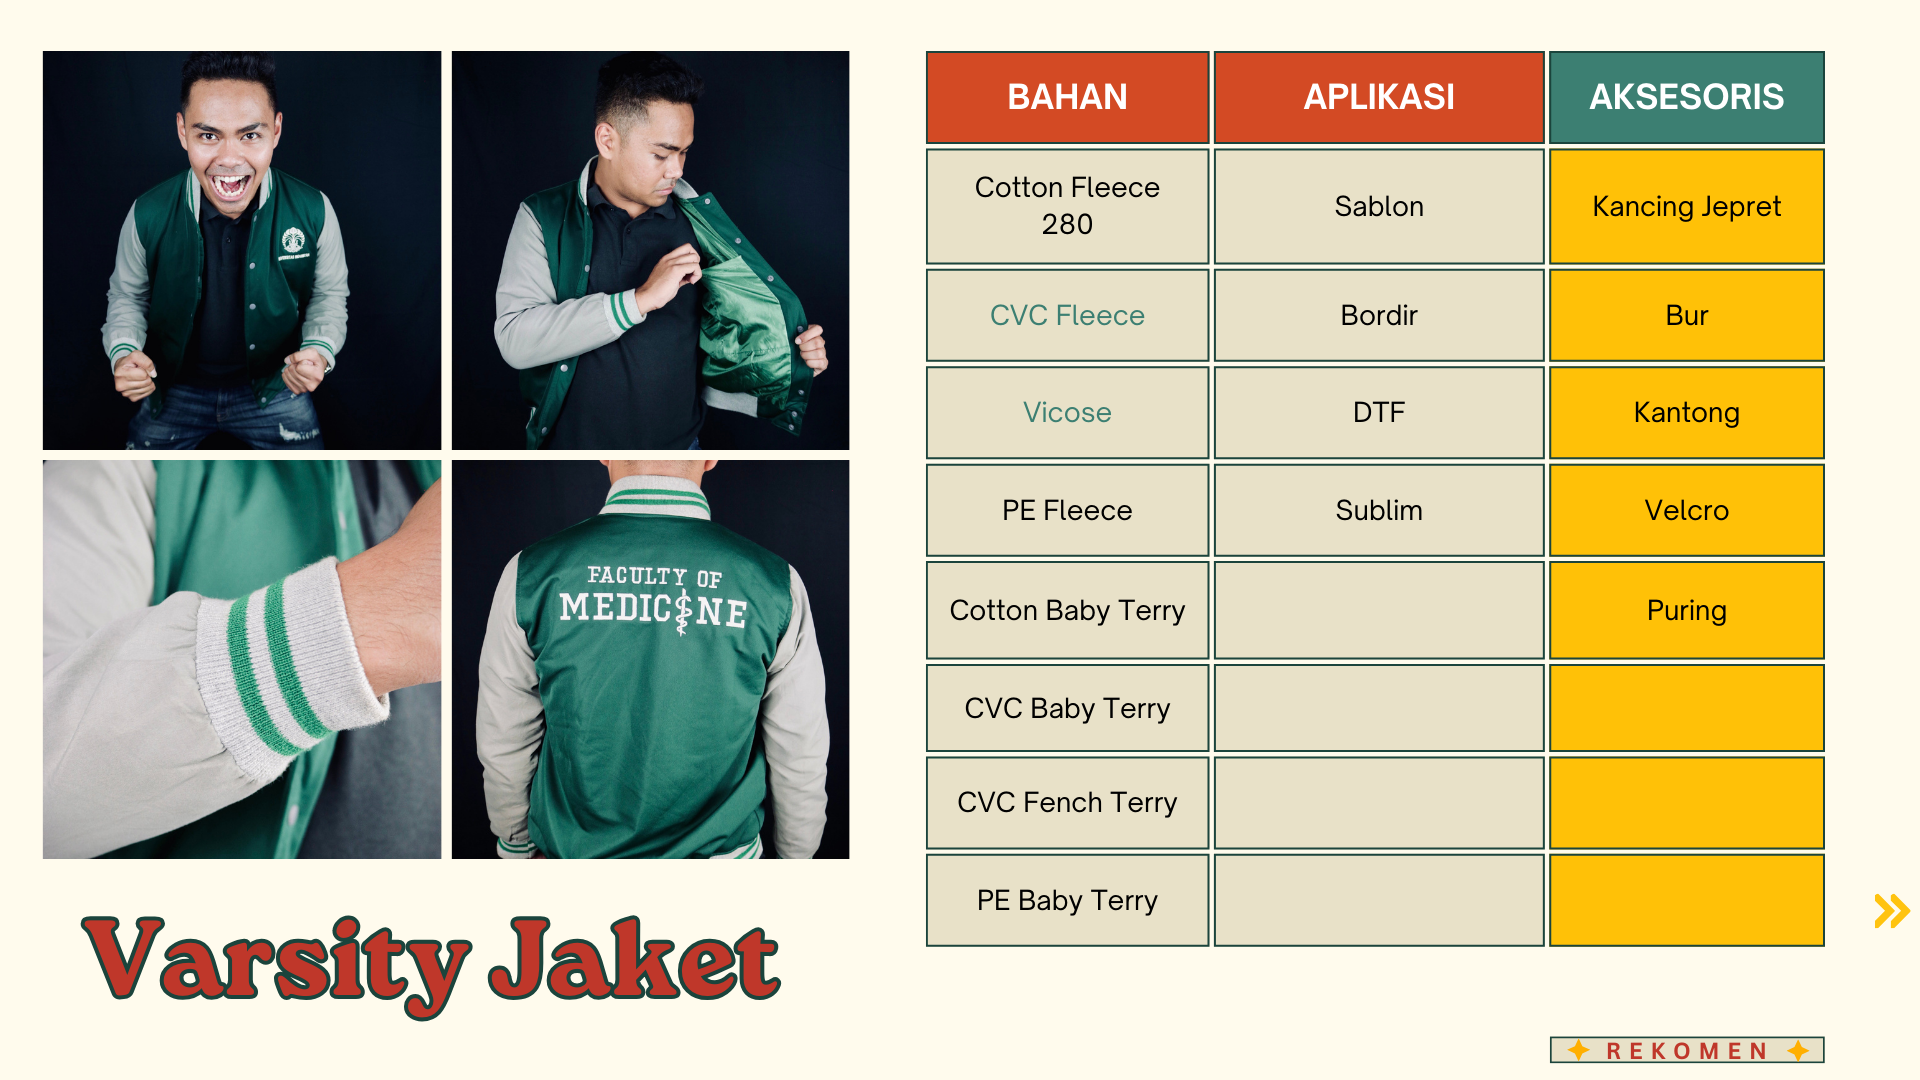 FACULTY OF
MEDICINE
Varsity Jaket
BAHAN APLIKASI AKSESORIS
Cotton Fleece
280 Sablon Kancing Jepret
CVC Fleece Bordir Bur
Vicose DTF Kantong
PE Fleece Sublim Velcro
Cotton Baby Terry Puring
CVC Baby Terry
CVC Fench Terry
PE Baby Terry
REKOMEN